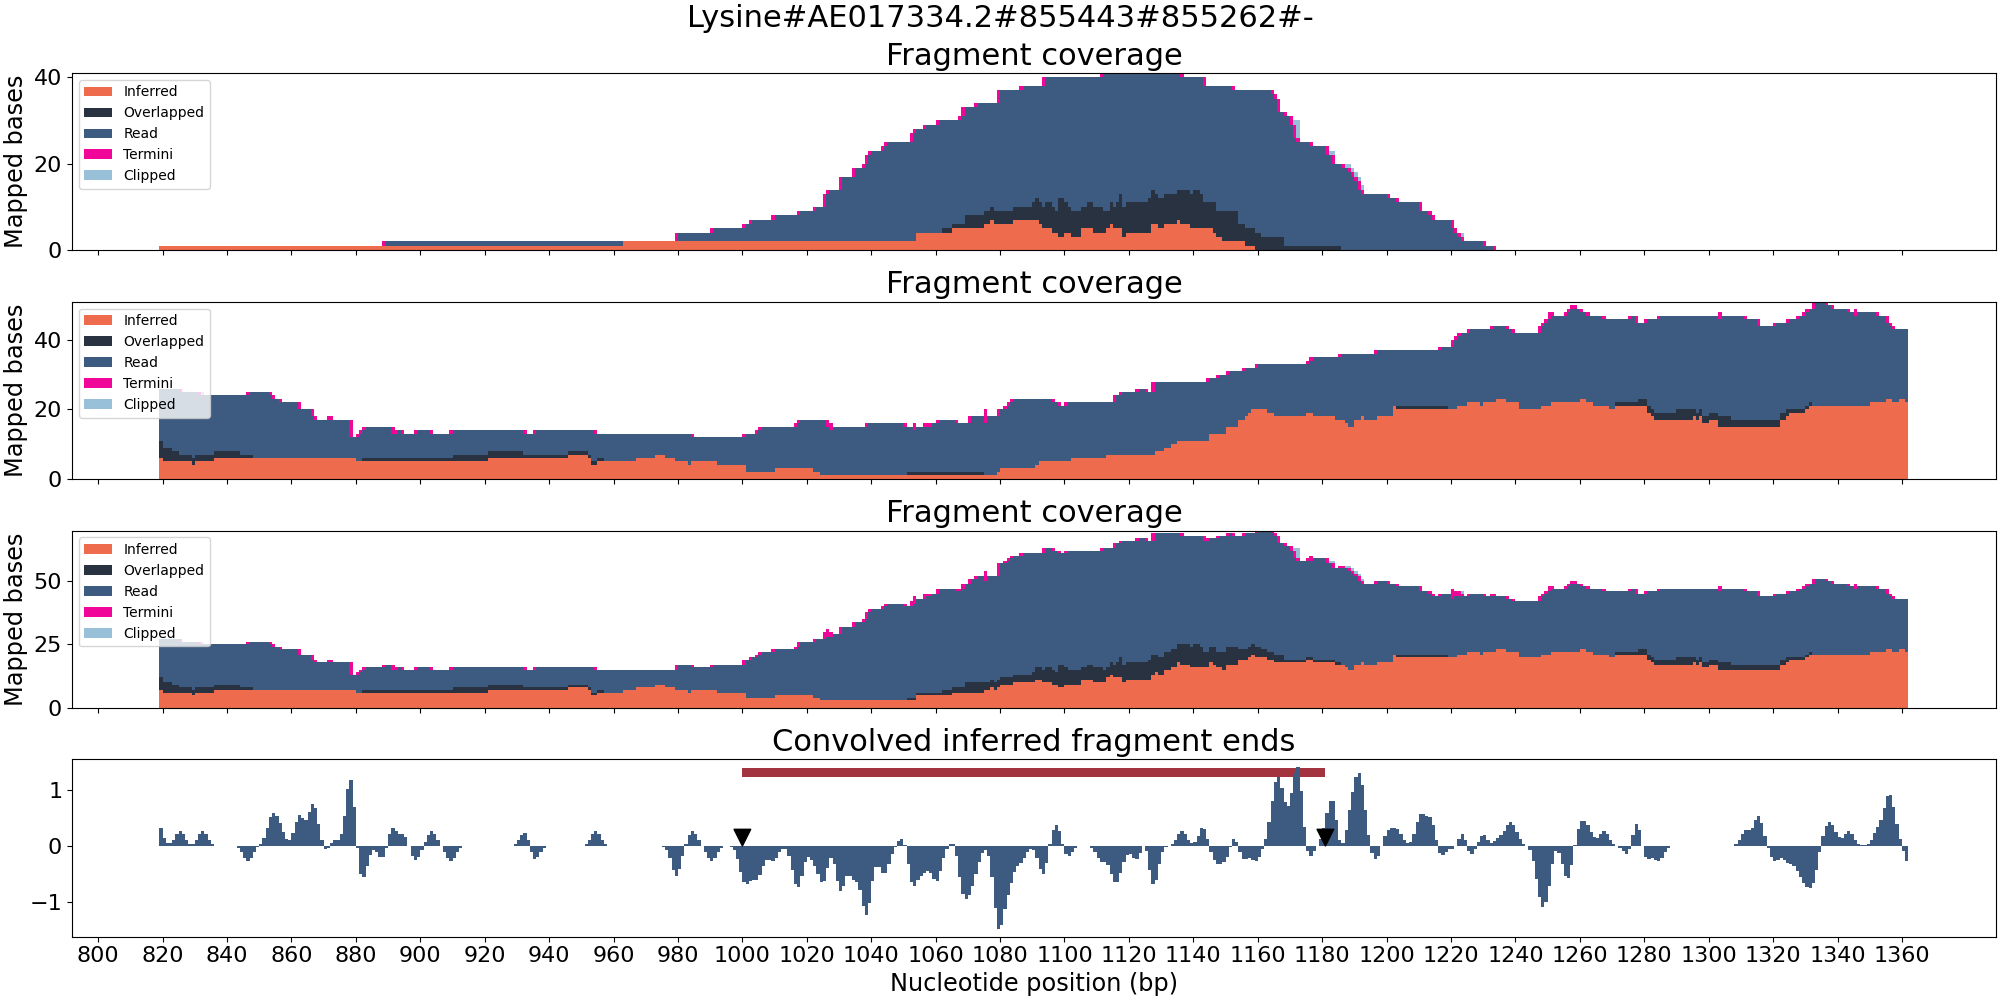 Lysine#AE017334.2#855443#855262#-
Fragment coverage
Mapped bases
40
20
0
Inferred
Overlapped
Read
Termini
Clipped
Fragment coverage
Mapped bases
40
20
0
Inferred
Overlapped
Read
Termini
Clipped
Fragment coverage
Mapped bases
50
25
0
Inferred
Overlapped
Read
Termini
Clipped
Convolved inferred fragment ends
1
0
−1
800 820 840 860 880 900 920 940 960 980 1000 1020 1040 1060 1080 1100 1120 1140 1160 1180 1200 1220 1240 1260 1280 1300 1320 1340 1360
Nucleotide position (bp)